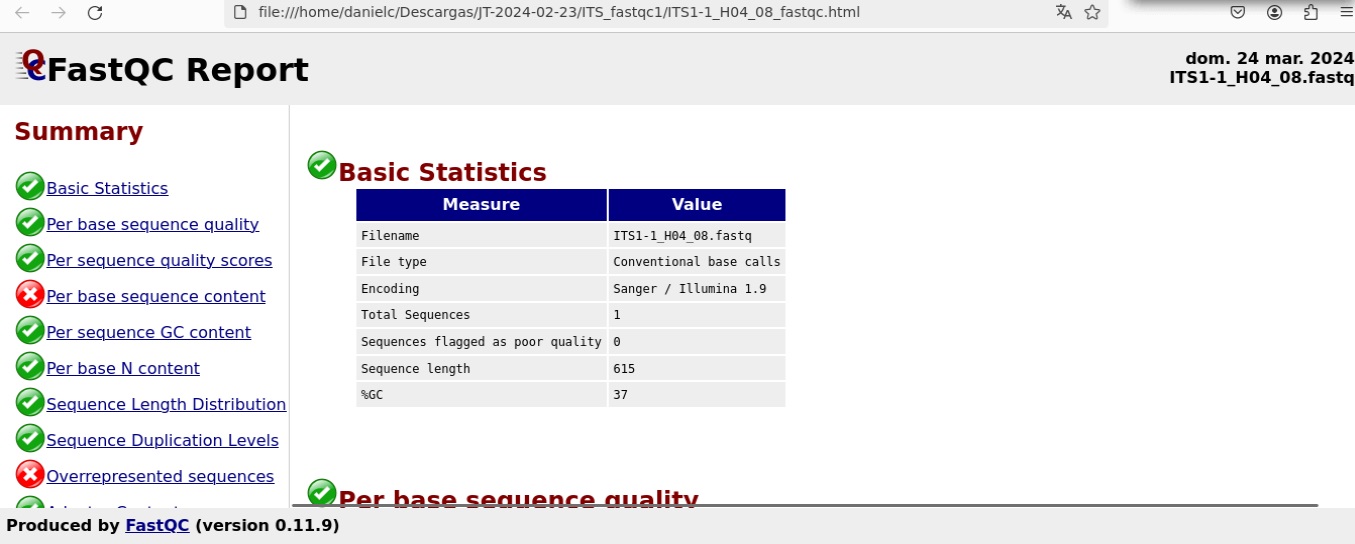 file:///home/danielc/Descargas/JT-2024-02-23/ITS_fastqc1/ITS1-1_H04_08_fastqc.html
FastQC Report
dom. 24 mar. 2024
ITS1-1_H04_08.fastq
Summary
Basic Statistics
Per base sequence quality
Per sequence quality scores
Per base sequence content
Per sequence GC content
Per base N content
Sequence Length Distribution
Sequence Duplication Levels
Overrepresented sequences
Basic Statistics
Measure Value
Filename ITS1-1_H04_08.fastq
File type Conventional base calls
Encoding Sanger / Illumina 1.9
Total Sequences 1
Sequences flagged as poor quality 0
Sequence length 615
%GC 37
Per base sequence quality
Produced by FastQC (version 0.11.9)